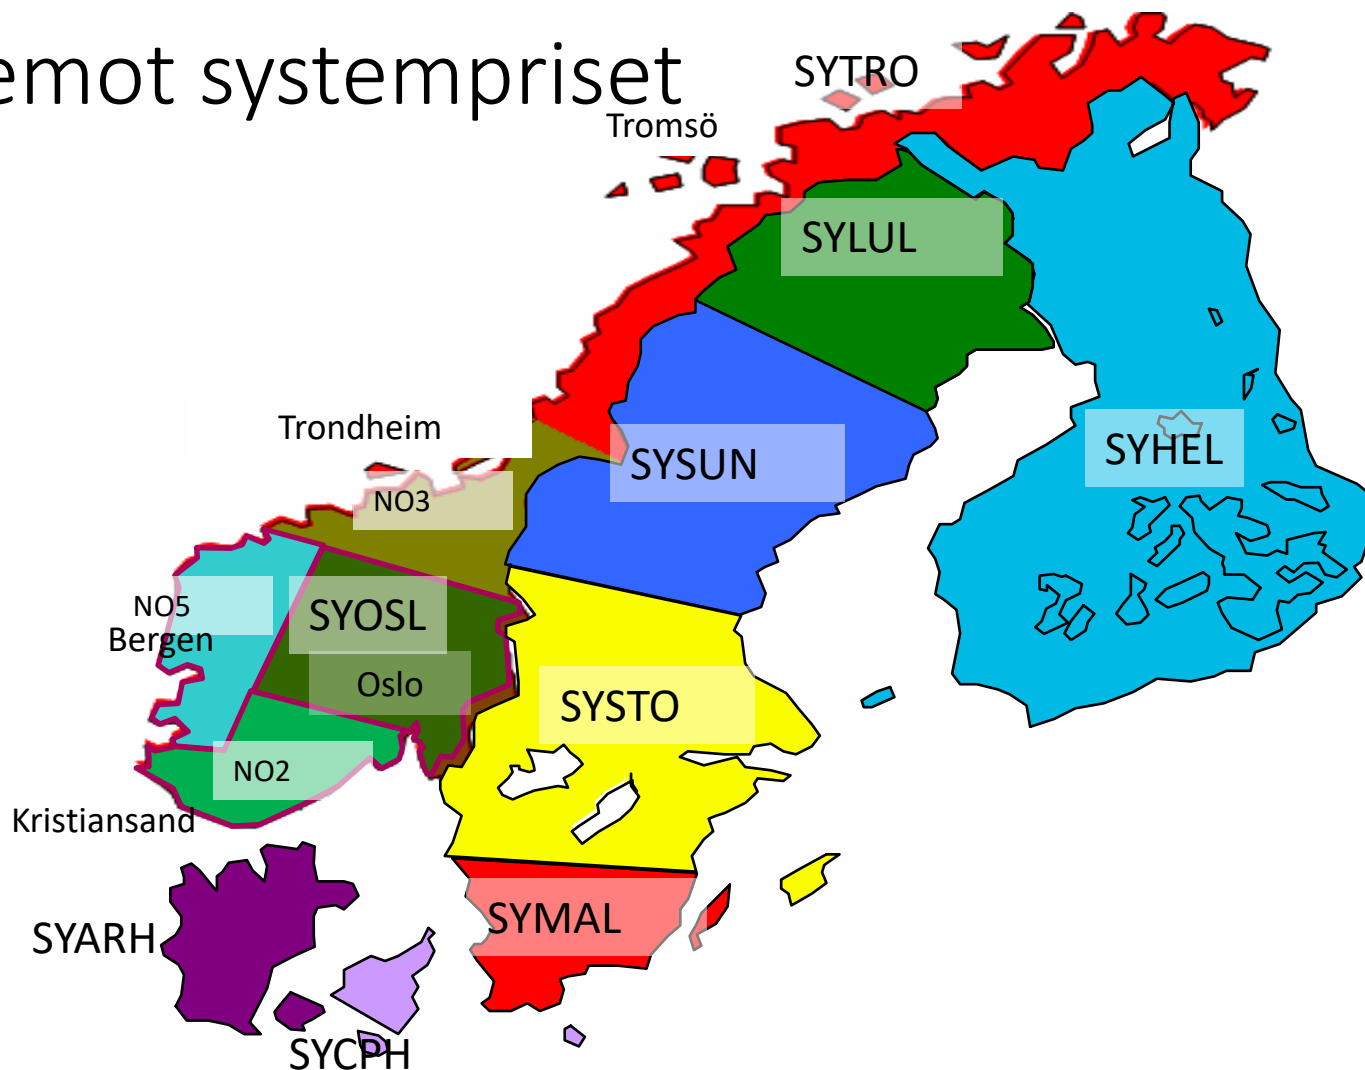 emot systempriset
SYTRO
Tromsö
SYLUL
Trondheim
SYSUN
SYHEL
NO3
NO5
Bergen
SYOSL
Oslo
SYSTO
NO2
Kristiansand
SYMAL
SYARH
SYCPH